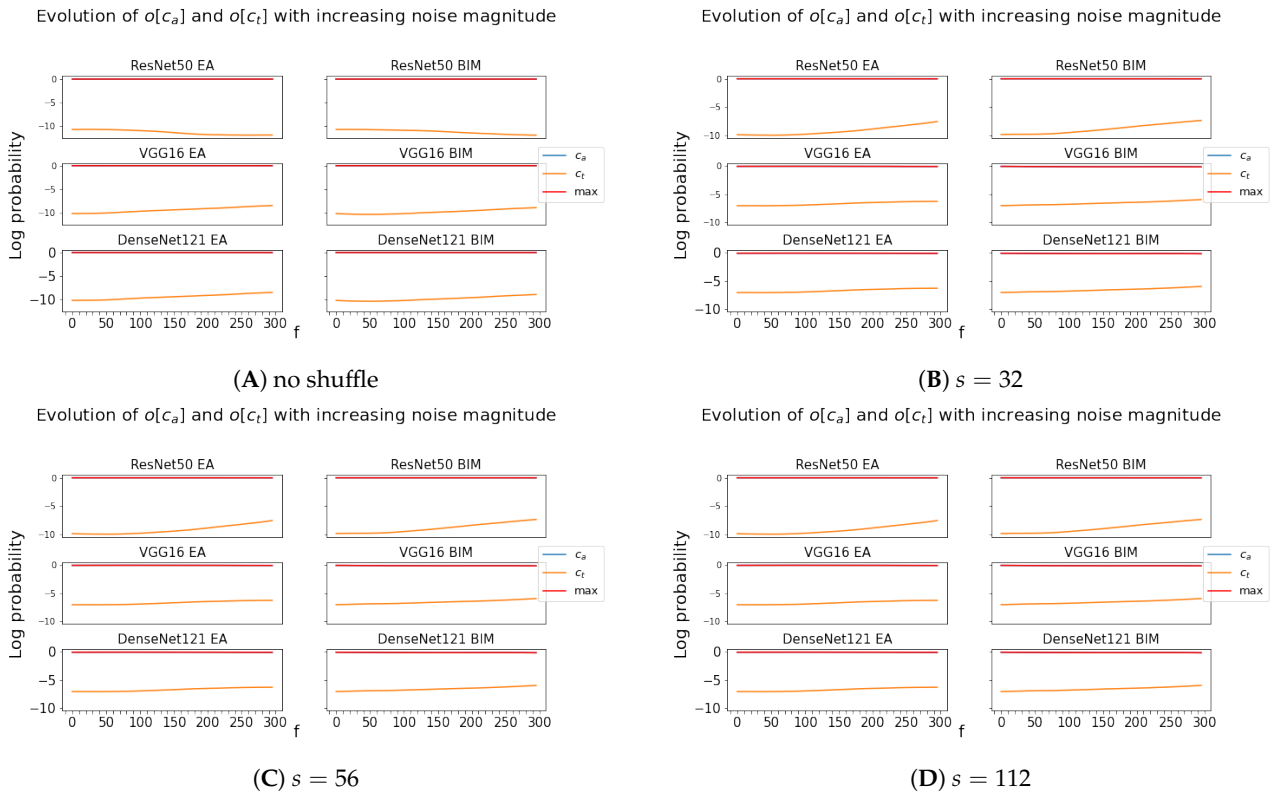 Evolution of o[c_a] and o[c_t] with increasing noise magnitude
ResNet50 EA
ResNet50 BIM
0
−5
−10
VGG16 EA
VGG16 BIM
0
−5
−10
DenseNet121 EA
DenseNet121 BIM
0
−5
−10
0 50 100 150 200 250 300
0 50 100 150 200 250 300
Log probability
f
c_a
c_t
max
(A) no shuffle
Evolution of o[c_a] and o[c_t] with increasing noise magnitude
ResNet50 EA
ResNet50 BIM
0
−5
−10
VGG16 EA
VGG16 BIM
0
−5
−10
DenseNet121 EA
DenseNet121 BIM
0
−5
−10
0 50 100 150 200 250 300
0 50 100 150 200 250 300
Log probability
f
c_a
c_t
max
(B) s = 32
Evolution of o[c_a] and o[c_t] with increasing noise magnitude
ResNet50 EA
ResNet50 BIM
0
−5
−10
VGG16 EA
VGG16 BIM
0
−5
−10
DenseNet121 EA
DenseNet121 BIM
0
−5
−10
0 50 100 150 200 250 300
0 50 100 150 200 250 300
Log probability
f
c_a
c_t
max
(C) s = 56
Evolution of o[c_a] and o[c_t] with increasing noise magnitude
ResNet50 EA
ResNet50 BIM
0
−5
−10
VGG16 EA
VGG16 BIM
0
−5
−10
DenseNet121 EA
DenseNet121 BIM
0
−5
−10
0 50 100 150 200 250 300
0 50 100 150 200 250 300
Log probability
f
c_a
c_t
max
(D) s = 112